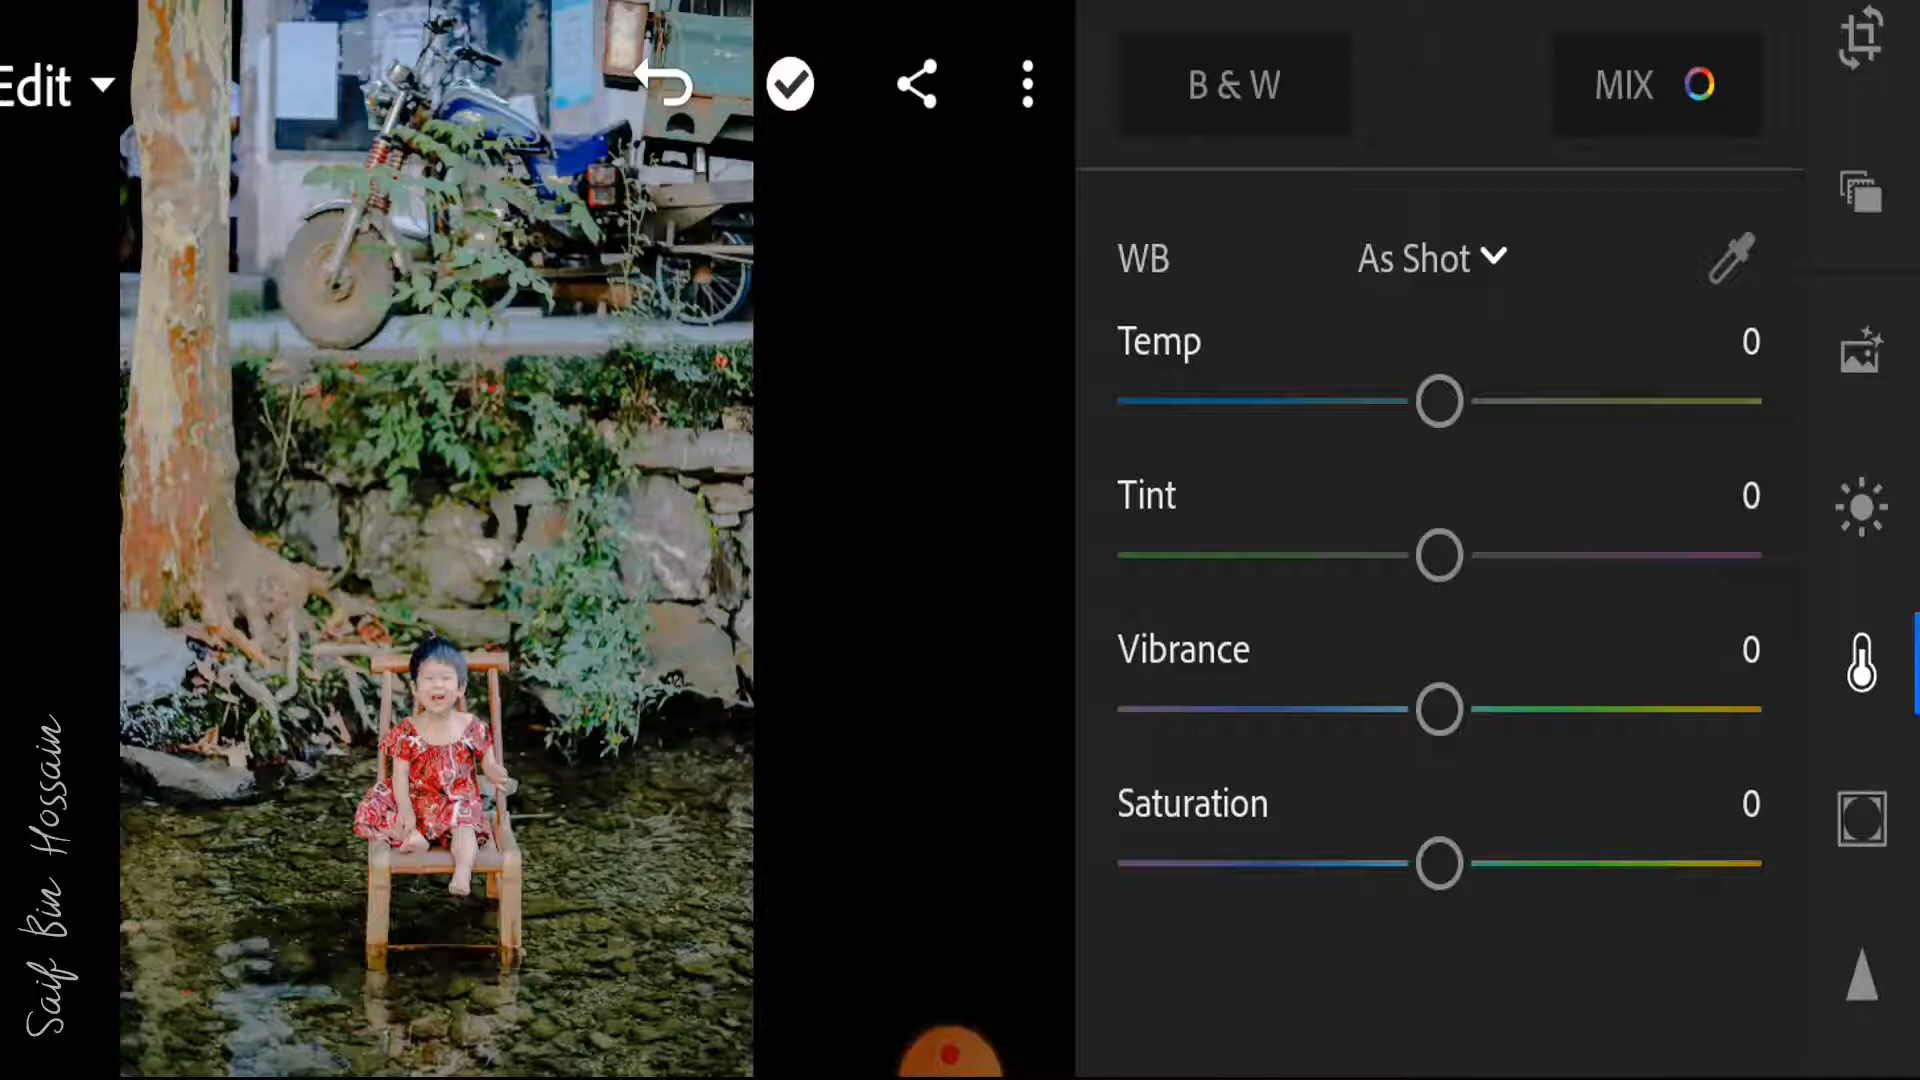 Edit
B & W
MIX
WB
As Shot
Temp
0
Tint
0
Vibrance
0
Saturation
0
Saif Bin Hossain